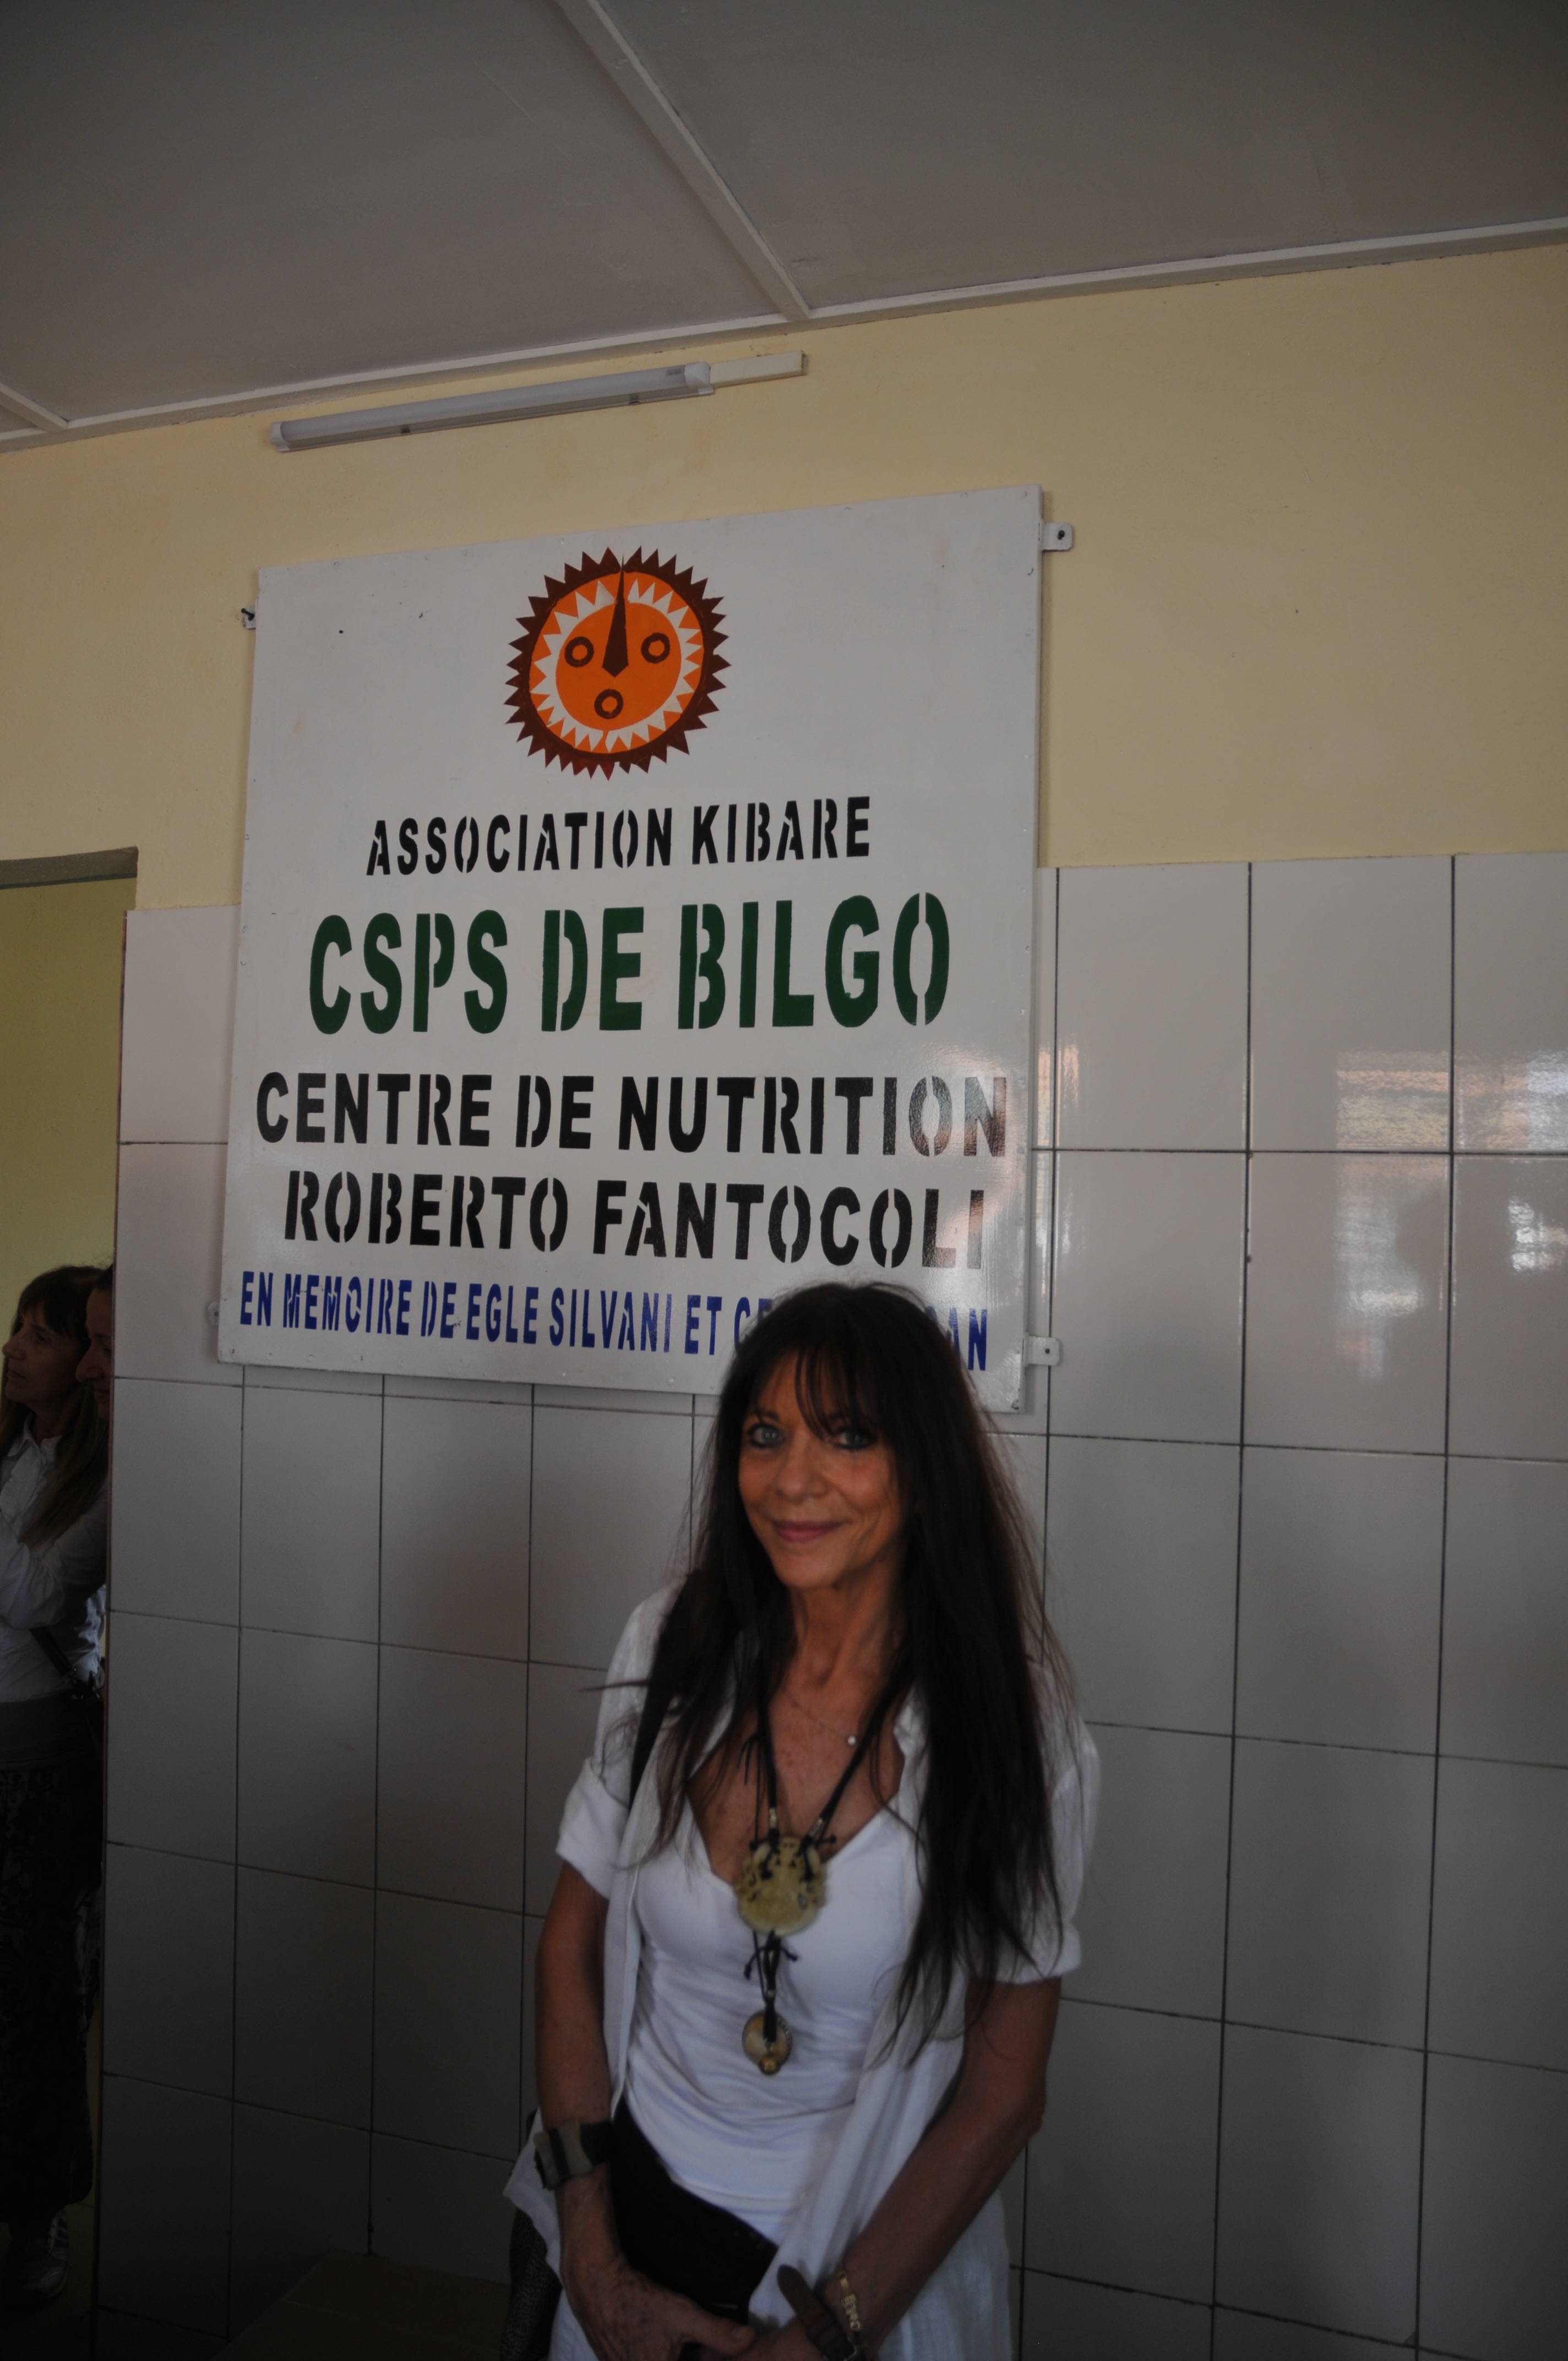 ASSOCIATION KIBARE
CSPS DE BILGO
CENTRE DE NUTRITION
ROBERTO FANTOCOLI
EN MEMOIRE DE EGLE SILVANI ET